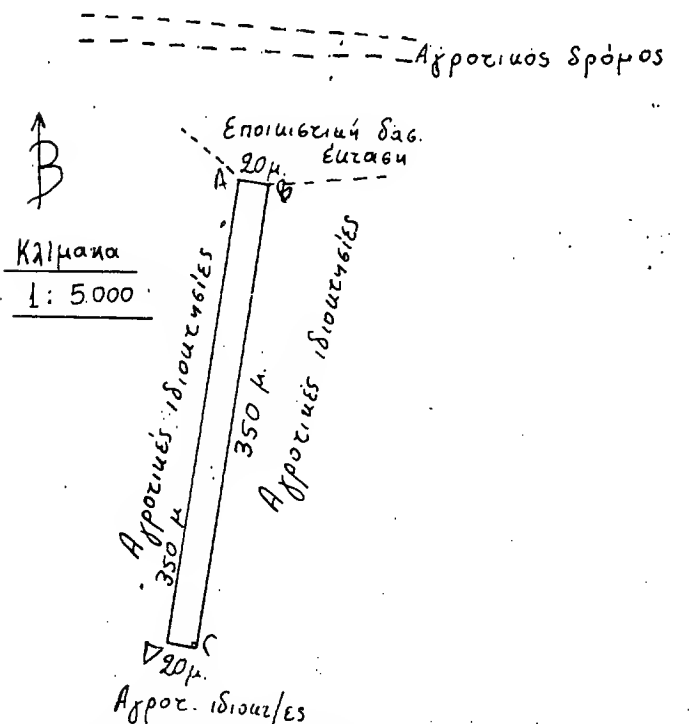 Αγροτικός δρόμος
Εποικιστική δας.
έκταση
Β
20μ.
Α
Β
Κλίμακα
1: 5.000
Αγροτικές ιδιοκτησίες
350 μ
350 μ.
Αγροτικές ιδιοκτησίες
C
20μ.
Αγροτ. ιδιοκτ/ες